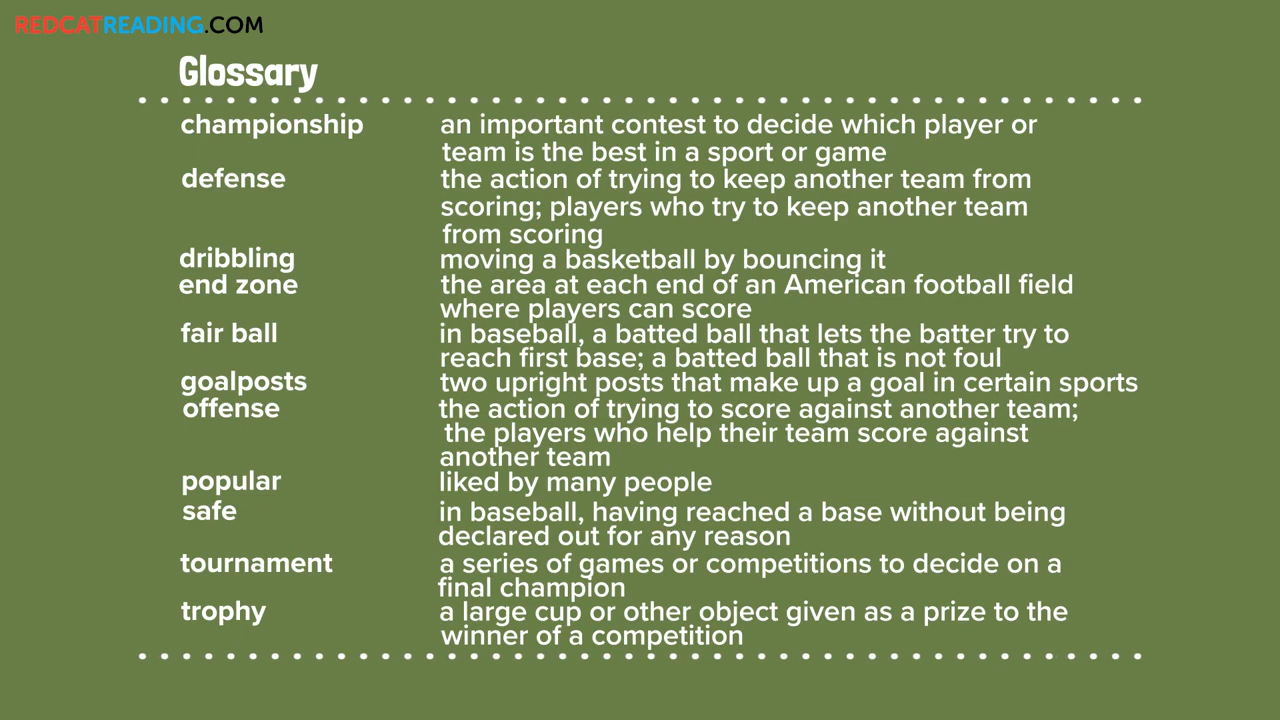 REDCATREADING.COM
Glossary
championship an important contest to decide which player or
team is the best in a sport or game
defense the action of trying to keep another team from
scoring; players who try to keep another team
from scoring
dribbling moving a basketball by bouncing it
end zone the area at each end of an American football field
where players can score
fair ball in baseball, a batted ball that lets the batter try to
reach first base; a batted ball that is not foul
goalposts two upright posts that make up a goal in certain sports
offense the action of trying to score against another team;
the players who help their team score against
another team
popular liked by many people
safe in baseball, having reached a base without being
declared out for any reason
tournament a series of games or competitions to decide on a
final champion
trophy a large cup or other object given as a prize to the
winner of a competition